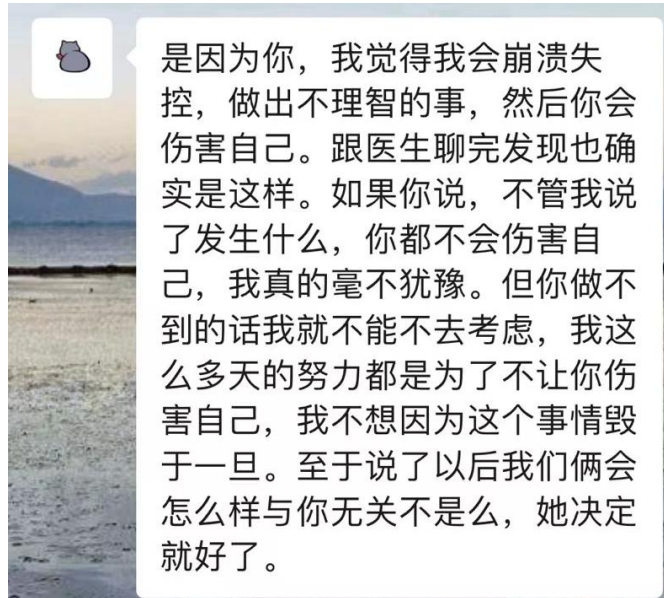 是因为你，我觉得我会崩溃失
控，做出不理智的事，然后你会
伤害自己。跟医生聊完发现也确
实是这样。如果你说，不管我说
了发生什么，你都不会伤害自
己，我真的毫不犹豫。但你做不
到的话我就不能不去考虑，我这
么多天的努力都是为了不让你伤
害自己，我不想因为这个事情毁
于一旦。至于说了以后我们俩会
怎么样与你无关不是么，她决定
就好了。